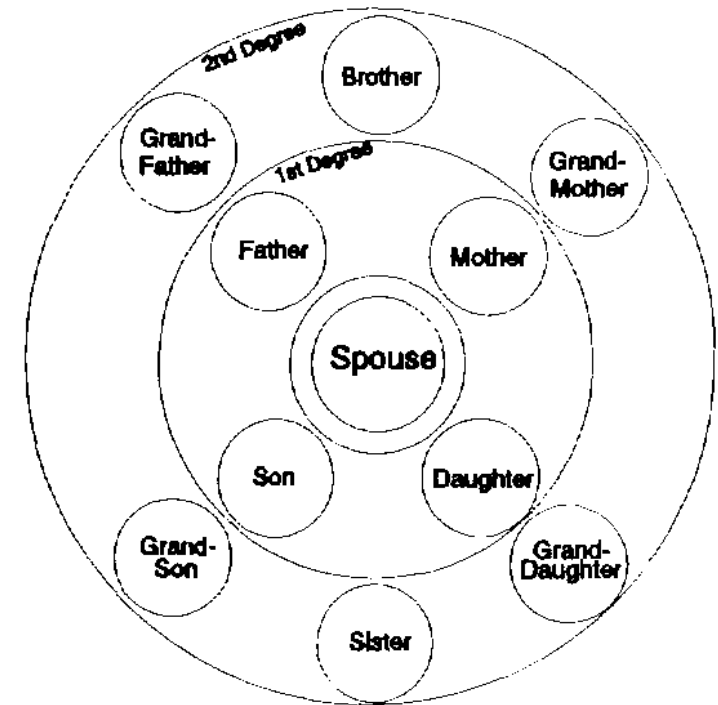 2nd Degree
Brother
Grand-
Father
Grand-
Mother
1st Degree
Father
Mother
Spouse
Son
Daughter
Grand-
Son
Grand-
Daughter
Sister